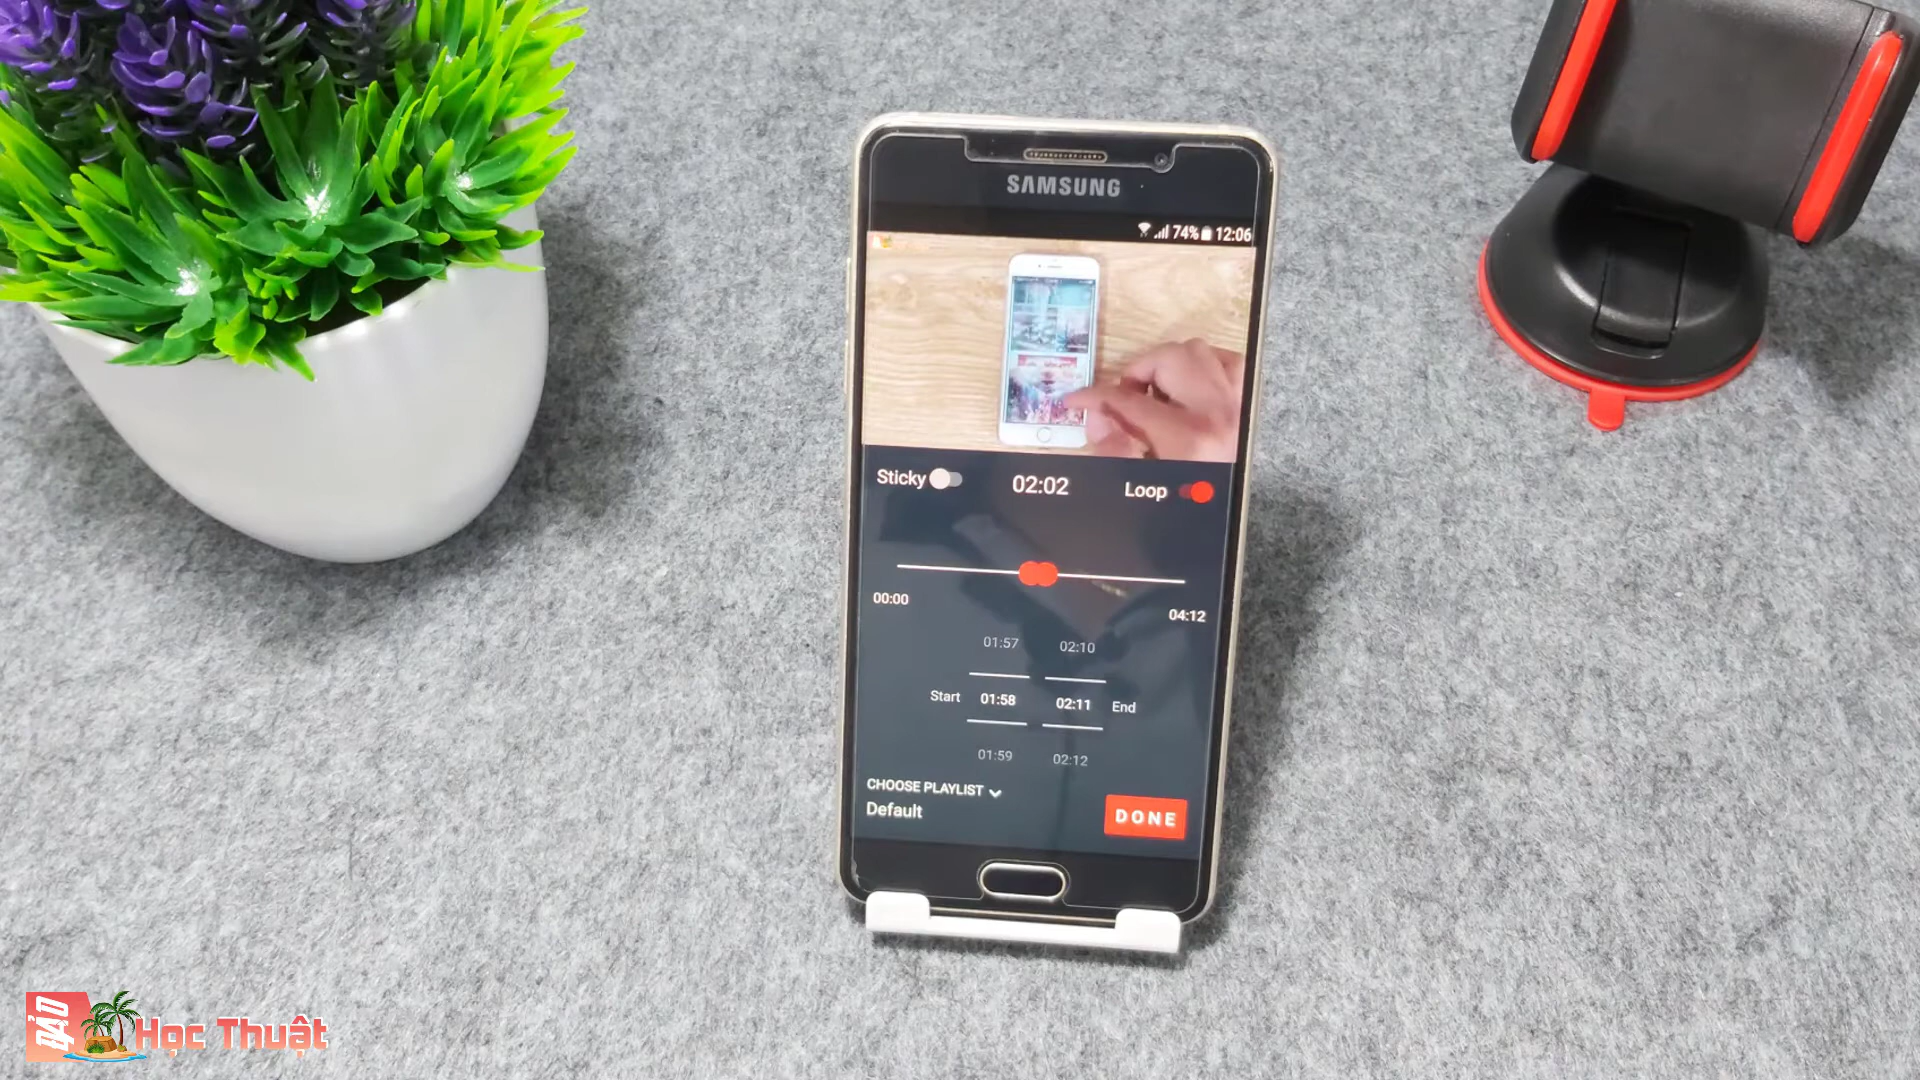 SAMSUNG
74% 12:06
Sticky 02:02 Loop
00:00 04:12
01:57 02:10
Start 01:58 02:11 End
01:59 02:12
CHOOSE PLAYLIST
Default
DONE
ĐẢO
Học Thuật